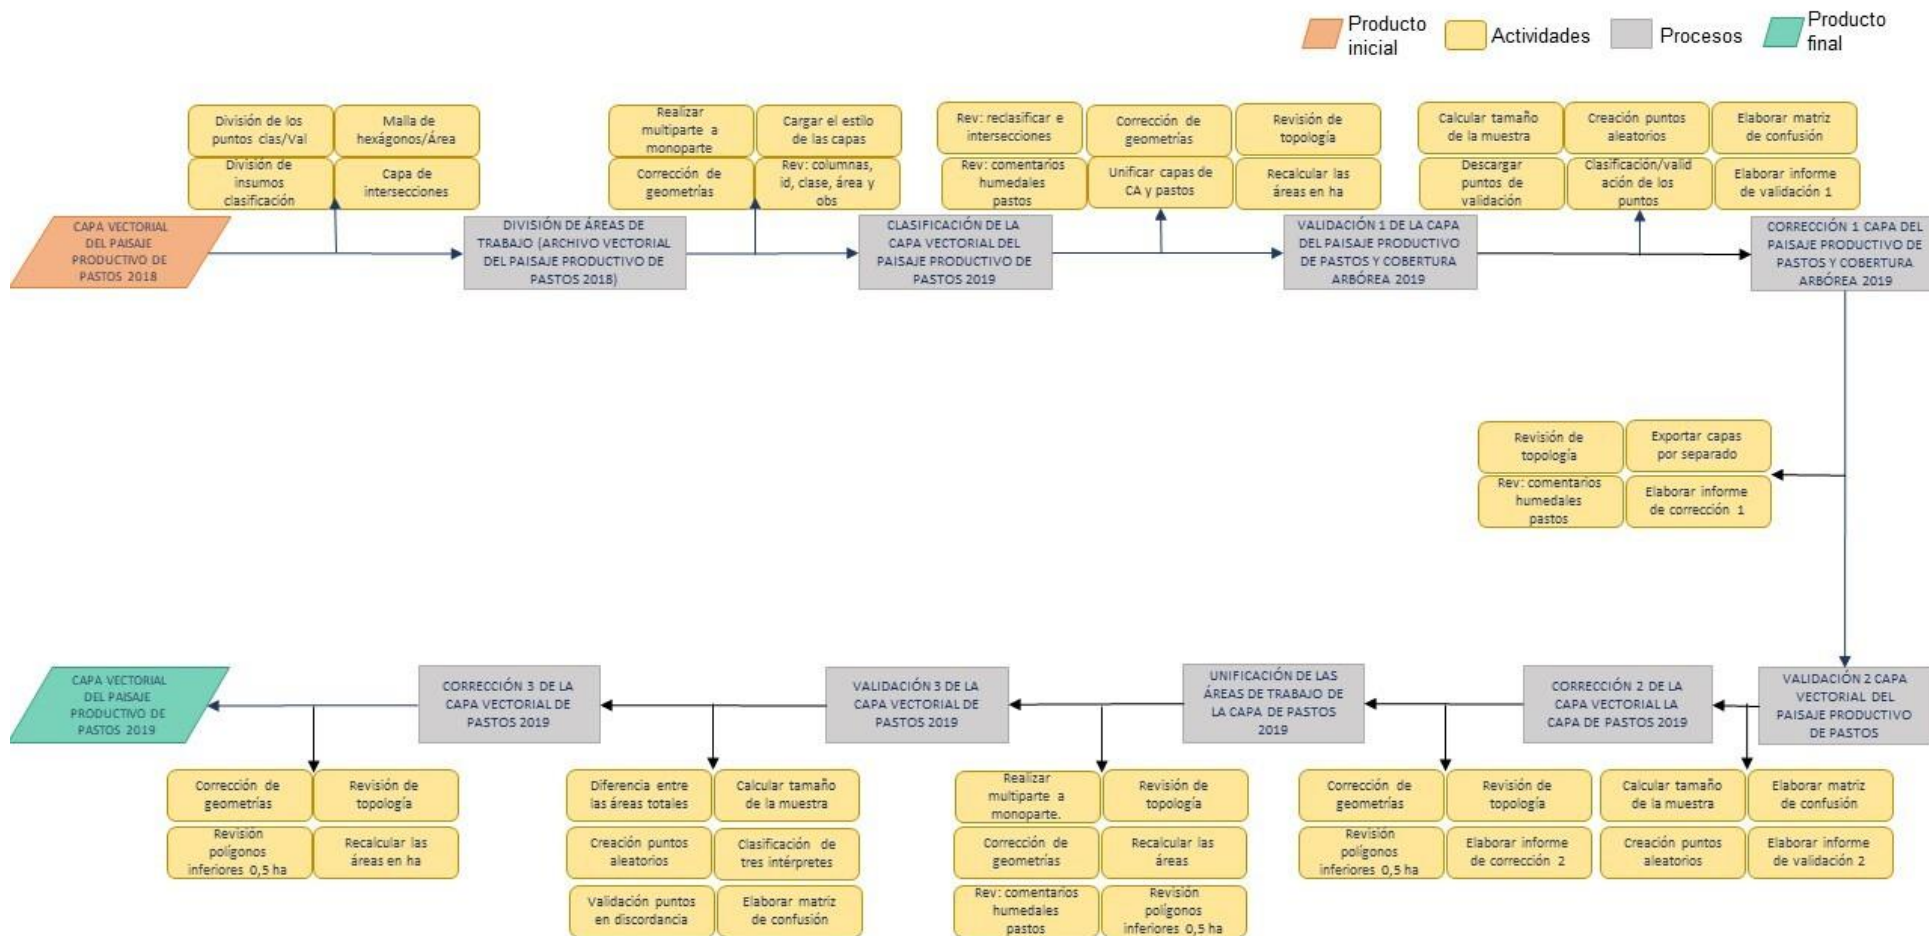 Producto
inicial
Actividades
Procesos
Producto
final
División de los
puntos clas/Val
Malla de
hexágonos/Área
División de
insumos
clasificación
Capa de
intersecciones
Realizar
multiparte a
monoparte
Cargar el estilo
de las capas
Corrección de
geometrías
Rev: columnas,
id, clase, área y
obs
Rev: reclasificar e
intersecciones
Corrección de
geometrías
Revisión de
topología
Rev: comentarios
humedales
pastos
Unificar capas de
CA y pastos
Recalcular las
áreas en ha
Calcular tamaño
de la muestra
Creación puntos
aleatorios
Elaborar matriz
de confusión
Descargar
puntos de
validación
Clasificación/valid
ación de los
puntos
Elaborar informe
de validación 1
CAPA VECTORIAL
DEL PAISAJE
PRODUCTIVO DE
PASTOS 2018
DIVISIÓN DE ÁREAS DE
TRABAJO (ARCHIVO VECTORIAL
DEL PAISAJE PRODUCTIVO DE
PASTOS 2018)
CLASIFICACIÓN DE LA
CAPA VECTORIAL DEL
PAISAJE PRODUCTIVO DE
PASTOS 2019
VALIDACIÓN 1 DE LA CAPA
DEL PAISAJE PRODUCTIVO
DE PASTOS Y COBERTURA
ARBÓREA 2019
CORRECCIÓN 1 CAPA DEL
PAISAJE PRODUCTIVO DE
PASTOS Y COBERTURA
ARBÓREA 2019
Revisión de
topología
Exportar capas
por separado
Rev: comentarios
humedales
pastos
Elaborar informe
de corrección 1
CAPA VECTORIAL
DEL PAISAJE
PRODUCTIVO DE
PASTOS 2019
CORRECCIÓN 3 DE LA
CAPA VECTORIAL DE
PASTOS 2019
VALIDACIÓN 3 DE LA
CAPA VECTORIAL DE
PASTOS 2019
UNIFICACIÓN DE LAS
ÁREAS DE TRABAJO DE
LA CAPA DE PASTOS
2019
CORRECCIÓN 2 DE LA
CAPA VECTORIAL LA
CAPA DE PASTOS 2019
VALIDACIÓN 2 CAPA
VECTORIAL DEL
PAISAJE PRODUCTIVO
DE PASTOS
Corrección de
geometrías
Revisión de
topología
Revisión
polígonos
inferiores 0,5 ha
Recalcular las
áreas en ha
Diferencia entre
las áreas totales
Calcular tamaño
de la muestra
Creación puntos
aleatorios
Clasificación de
tres intérpretes
Validación puntos
en discordancia
Elaborar matriz
de confusión
Realizar
multiparte a
monoparte.
Revisión de
topología
Corrección de
geometrías
Recalcular las
áreas
Rev: comentarios
humedales
pastos
Revisión
polígonos
inferiores 0,5 ha
Corrección de
geometrías
Revisión de
topología
Revisión
polígonos
inferiores 0,5 ha
Elaborar informe
de corrección 2
Calcular tamaño
de la muestra
Elaborar matriz
de confusión
Creación puntos
aleatorios
Elaborar informe
de validación 2